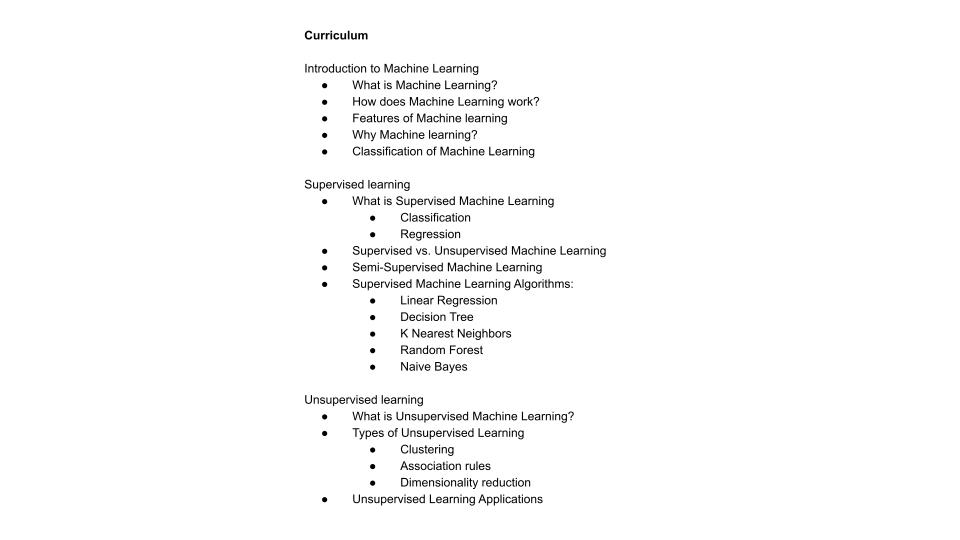 Curriculum
Introduction to Machine Learning
● What is Machine Learning?
● How does Machine Learning work?
● Features of Machine learning
● Why Machine learning?
● Classification of Machine Learning
Supervised learning
● What is Supervised Machine Learning
● Classification
● Regression
● Supervised vs. Unsupervised Machine Learning
● Semi-Supervised Machine Learning
● Supervised Machine Learning Algorithms:
● Linear Regression
● Decision Tree
● K Nearest Neighbors
● Random Forest
● Naive Bayes
Unsupervised learning
● What is Unsupervised Machine Learning?
● Types of Unsupervised Learning
● Clustering
● Association rules
● Dimensionality reduction
● Unsupervised Learning Applications